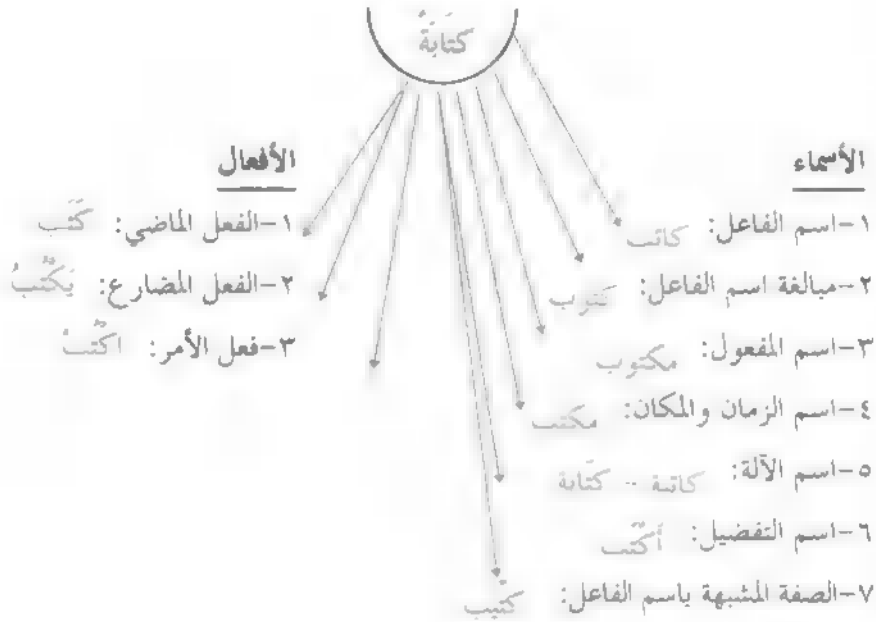 كتابةٌ
الأسماء
١-اسم الفاعل: كاتب
٢-مبالغة اسم الفاعل: كتوب
٣-اسم المفعول: مكتوب
٤-اسم الزمان والمكان: مكتب
٥-اسم الآلة: كاتبة - كتّابة
٦-اسم التفضيل: أكتب
٧-الصفة المشبهة باسم الفاعل: كتيب
الأفعال
١-الفعل الماضي: كَتب
٢-الفعل المضارع: يَكْتُبُ
٣-فعل الأمر: اكْتبْ